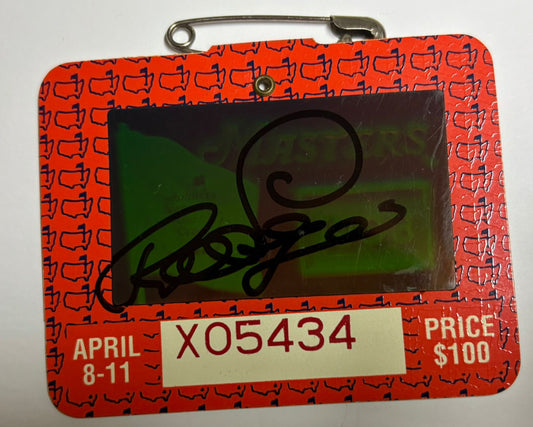 MASTERS
APRIL
8-11
X05434
PRICE
$100